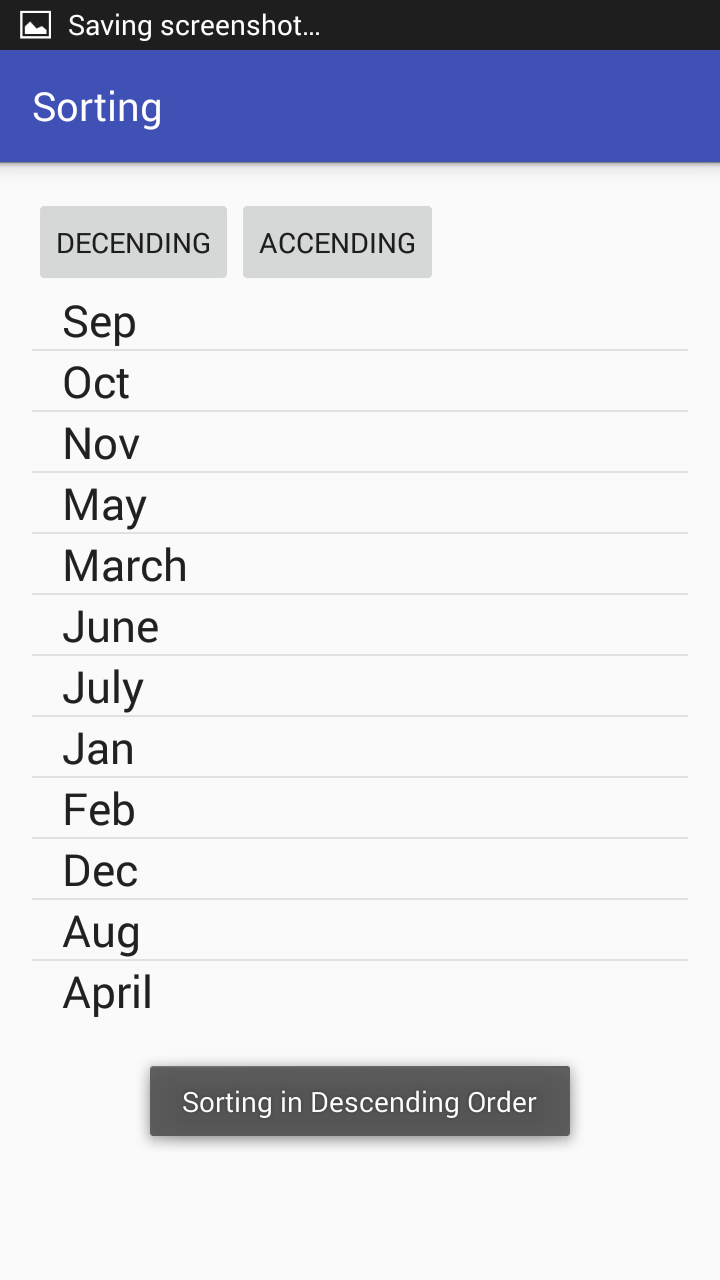 Saving screenshot...
Sorting
DECENDING ACCENDING
Sep
Oct
Nov
May
March
June
July
Jan
Feb
Dec
Aug
April
Sorting in Descending Order